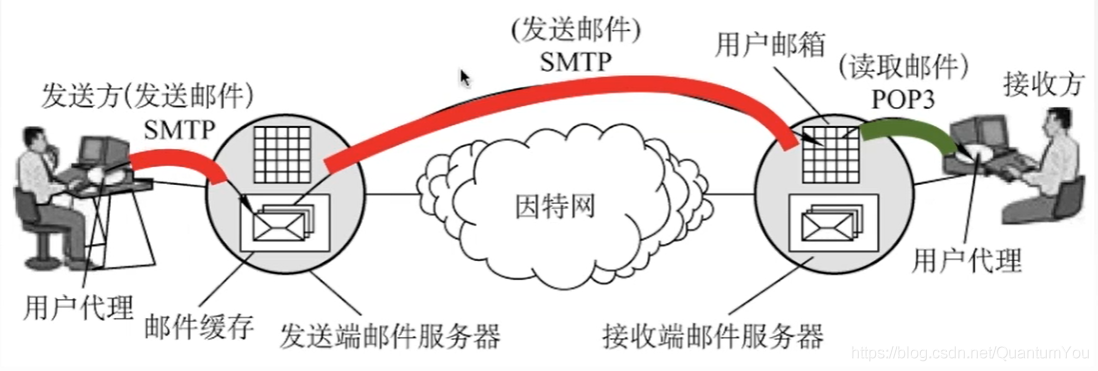 (发送邮件)
SMTP
用户邮箱
(读取邮件)
POP3
接收方
发送方(发送邮件)
SMTP
因特网
用户代理
邮件缓存
发送端邮件服务器
接收端邮件服务器
用户代理
https://blog.csdn.net/QuantumYou